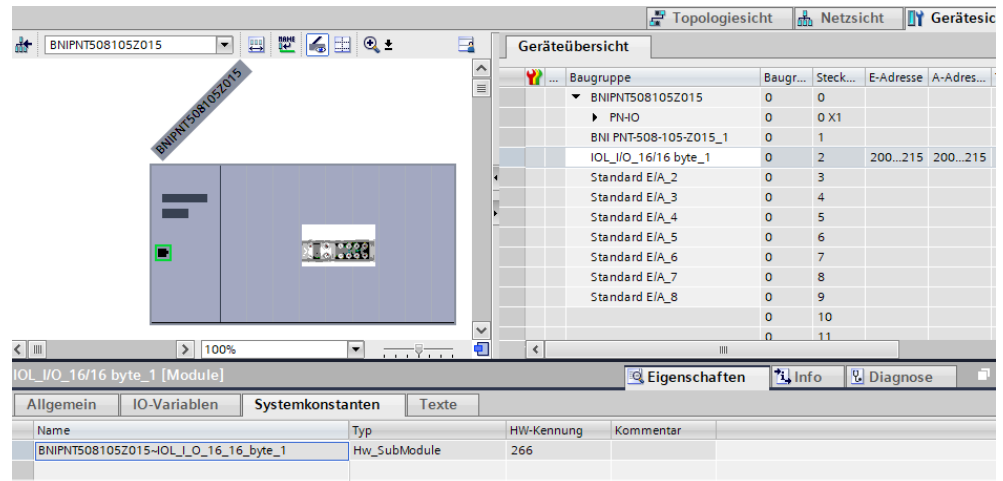 Topologiesicht Netzsicht Gerätesic
BNIPNT508105Z015
BNIPNT508105Z015
100%
Geräteübersicht
... Baugruppe Baugr... Steck... E-Adresse A-Adres...
BNIPNT508105Z015 0 0
PN-IO 0 0 X1
BNI PNT-508-105-Z015_1 0 1
IOL_I/O_16/16 byte_1 0 2 200...215 200...215
Standard E/A_2 0 3
Standard E/A_3 0 4
Standard E/A_4 0 5
Standard E/A_5 0 6
Standard E/A_6 0 7
Standard E/A_7 0 8
Standard E/A_8 0 9
0 10
0 11
IOL_I/O_16/16 byte_1 [Module]
Eigenschaften Info Diagnose
Allgemein IO-Variablen Systemkonstanten Texte
Name Typ HW-Kennung Kommentar
BNIPNT508105Z015~IOL_I_O_16_16_byte_1 Hw_SubModule 266